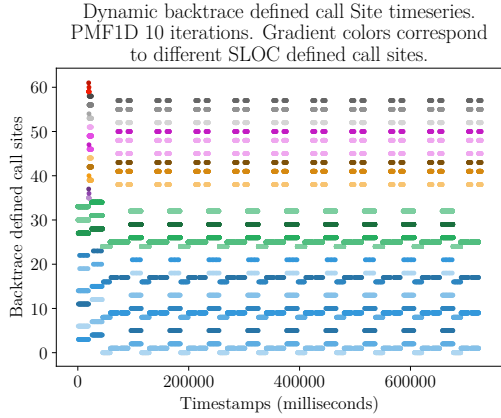 Dynamic backtrace defined call Site timeseries.
PMF1D 10 iterations. Gradient colors correspond
to different SLOC defined call sites.
60
50
40
30
20
10
0
Backtrace defined call sites
0 200000 400000 600000
Timestamps (milliseconds)